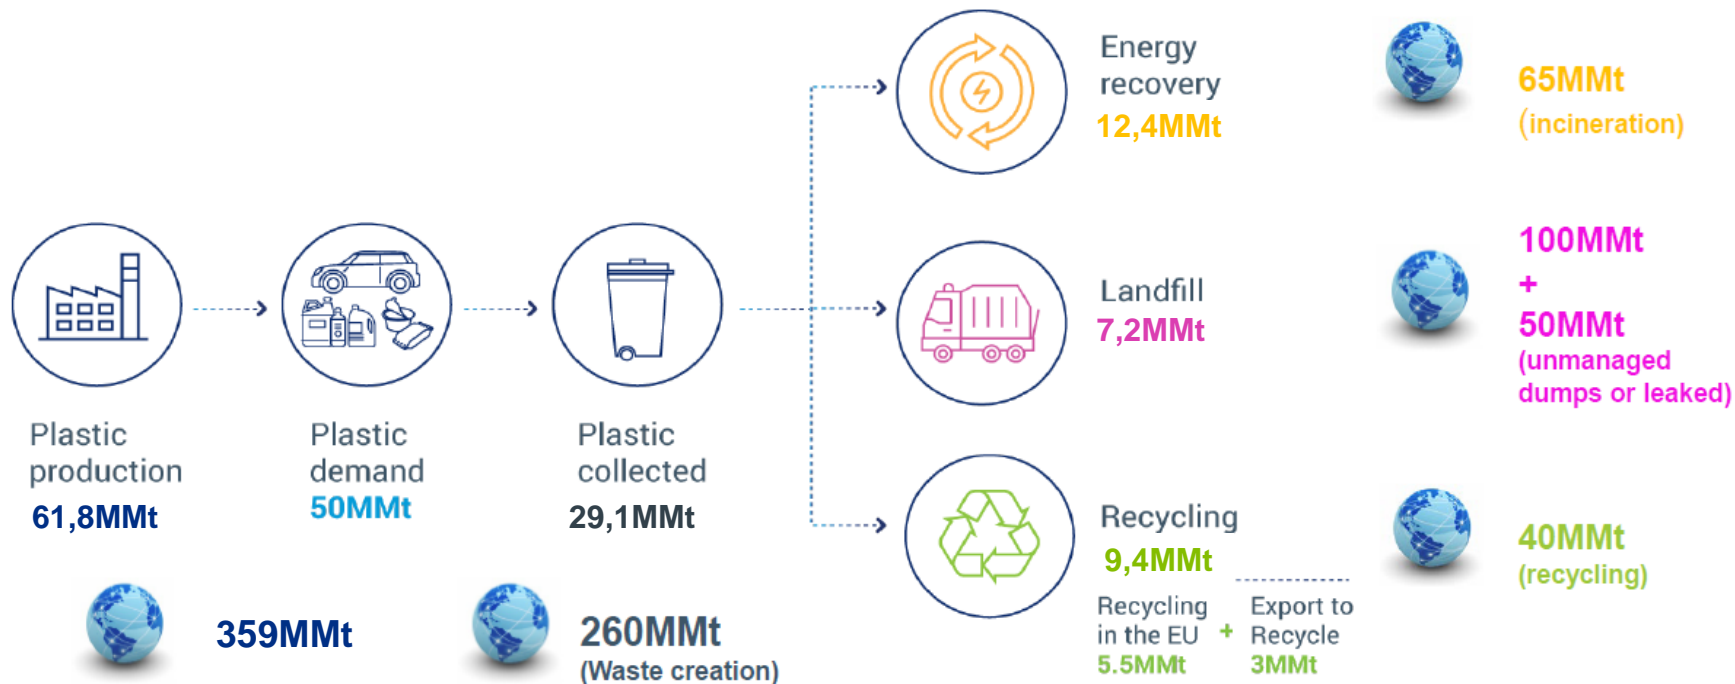 Plastic
production
61,8MMt
359MMt
Plastic
demand
50MMt
Plastic
collected
29,1MMt
260MMt
(Waste creation)
Energy
recovery
12,4MMt
65MMt
(incineration)
Landfill
7,2MMt
100MMt
+
50MMt
(unmanaged
dumps or leaked)
Recycling
9,4MMt
40MMt
(recycling)
Recycling
in the EU
5.5MMt
+
Export to
Recycle
3MMt